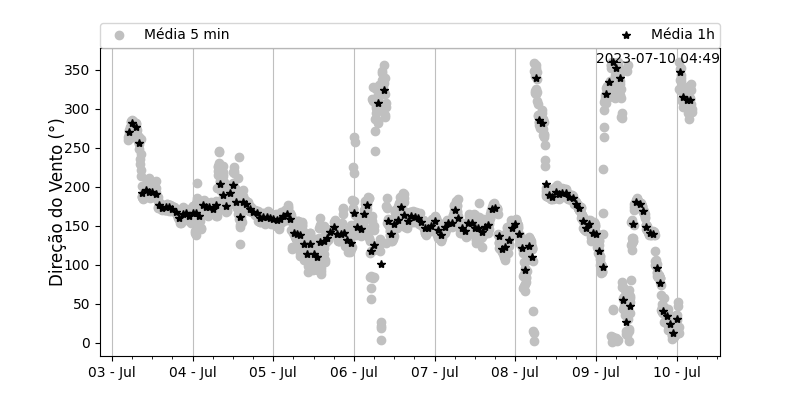 Média 5 min
Média 1h
2023-07-10 04:49
Direção do Vento (°)
350
300
250
200
150
100
50
0
03 - Jul
04 - Jul
05 - Jul
06 - Jul
07 - Jul
08 - Jul
09 - Jul
10 - Jul